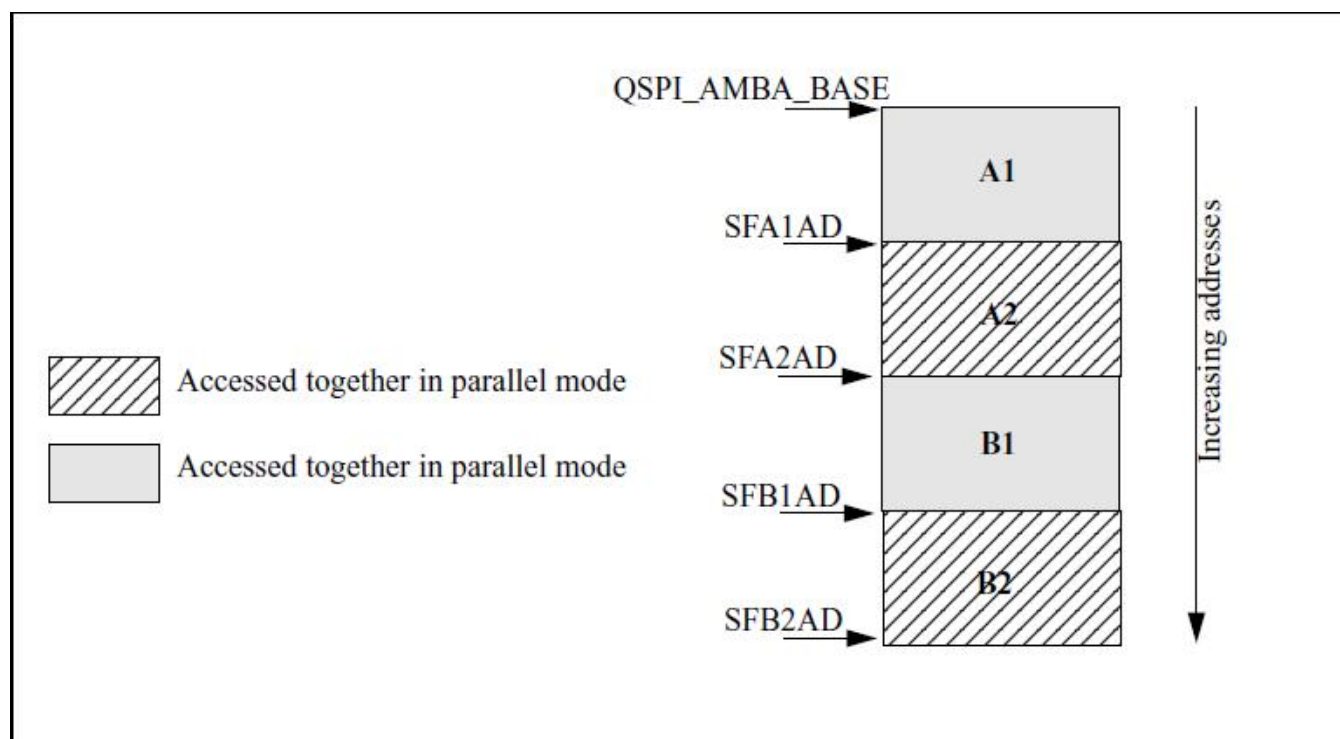 QSPI_AMBA_BASE
A1
SFA1AD
A2
SFA2AD
Accessed together in parallel mode
B1
Accessed together in parallel mode
SFB1AD
B2
SFB2AD
Increasing addresses